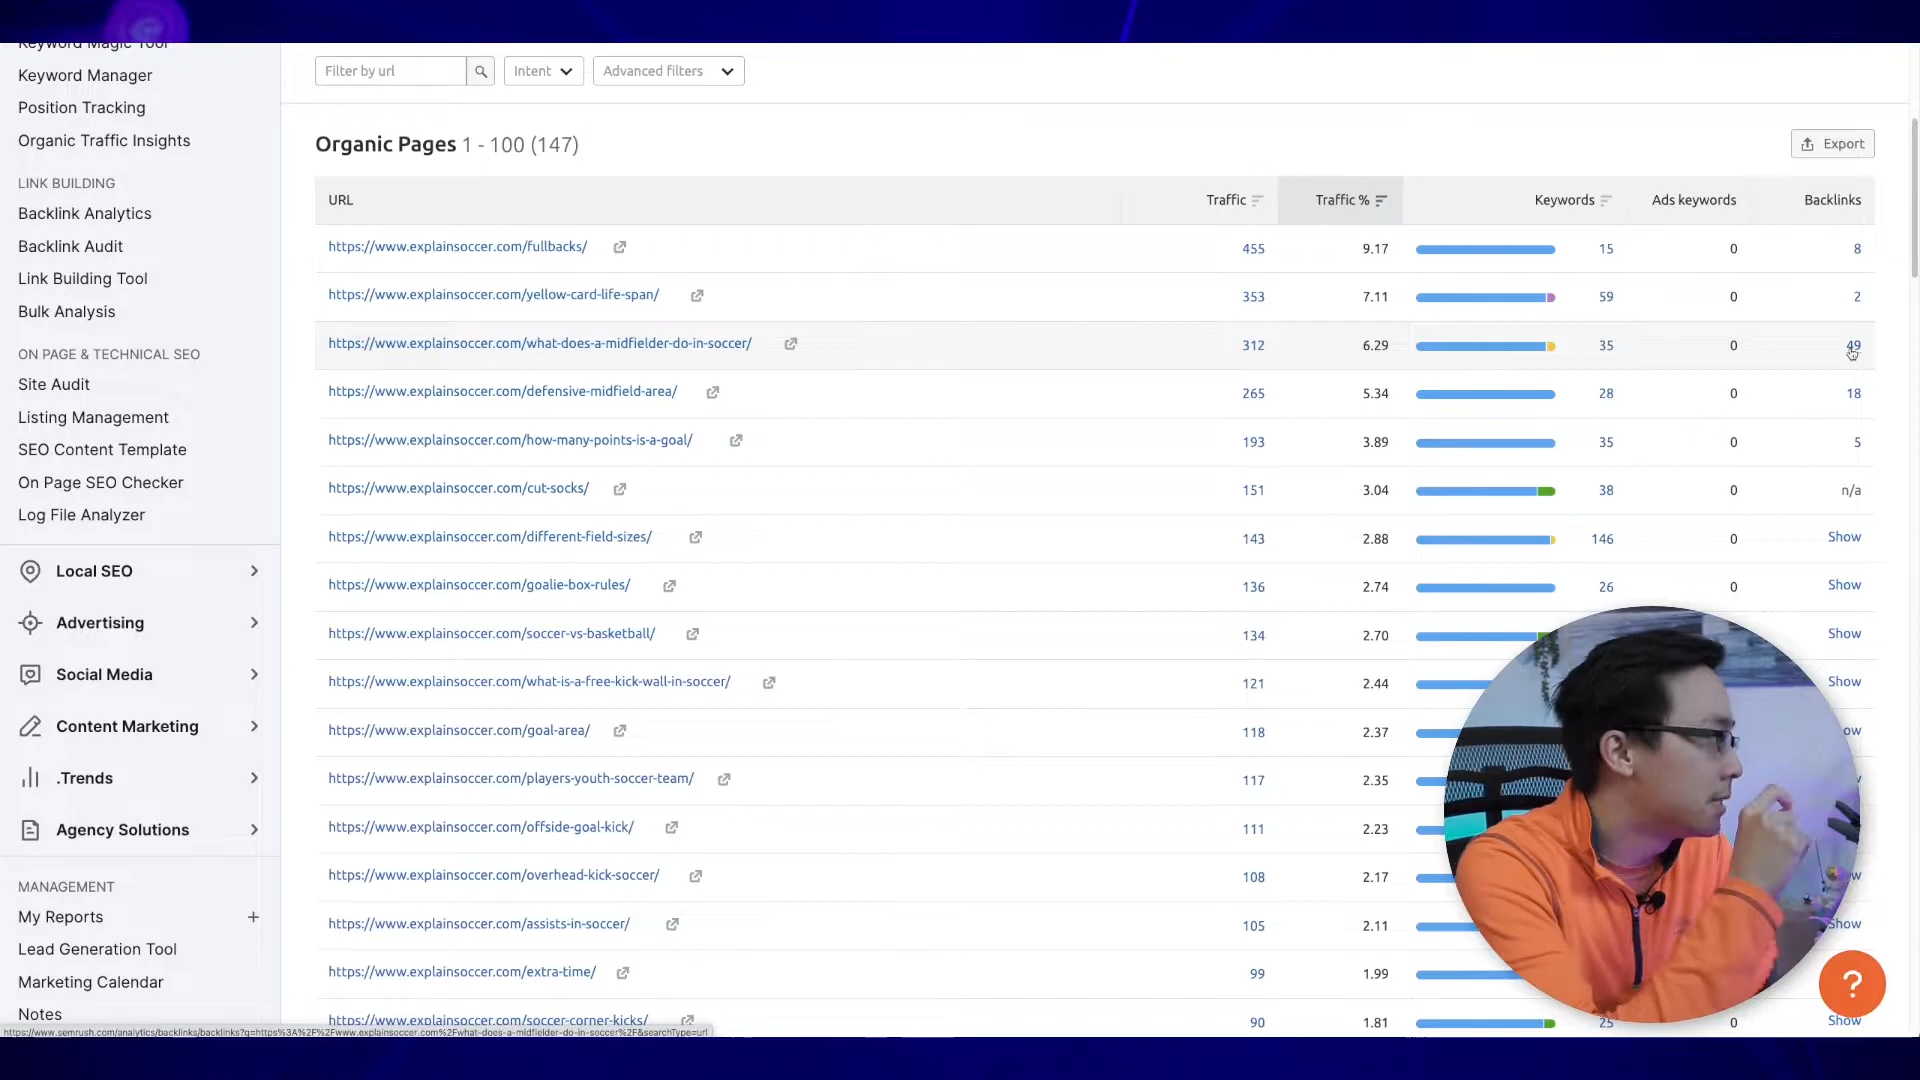 Keyword Magic Tool
Keyword Manager
Position Tracking
Organic Traffic Insights
LINK BUILDING
Backlink Analytics
Backlink Audit
Link Building Tool
Bulk Analysis
ON PAGE & TECHNICAL SEO
Site Audit
Listing Management
SEO Content Template
On Page SEO Checker
Log File Analyzer
Local SEO
Advertising
Social Media
Content Marketing
.Trends
Agency Solutions
MANAGEMENT
My Reports +
Lead Generation Tool
Marketing Calendar
Notes
Filter by url Intent Advanced filters
Organic Pages 1 - 100 (147) Export
URL Traffic Traffic % Keywords Ads keywords Backlinks
https://www.explainsoccer.com/fullbacks/ 455 9.17 15 0 8
https://www.explainsoccer.com/yellow-card-life-span/ 353 7.11 59 0 2
https://www.explainsoccer.com/what-does-a-midfielder-do-in-soccer/ 312 6.29 35 0 49
https://www.explainsoccer.com/defensive-midfield-area/ 265 5.34 28 0 18
https://www.explainsoccer.com/how-many-points-is-a-goal/ 193 3.89 35 0 5
https://www.explainsoccer.com/cut-socks/ 151 3.04 38 0 n/a
https://www.explainsoccer.com/different-field-sizes/ 143 2.88 146 0 Show
https://www.explainsoccer.com/goalie-box-rules/ 136 2.74 26 0 Show
https://www.explainsoccer.com/soccer-vs-basketball/ 134 2.70 Show
https://www.explainsoccer.com/what-is-a-free-kick-wall-in-soccer/ 121 2.44 Show
https://www.explainsoccer.com/goal-area/ 118 2.37 ow
https://www.explainsoccer.com/players-youth-soccer-team/ 117 2.35
https://www.explainsoccer.com/offside-goal-kick/ 111 2.23
https://www.explainsoccer.com/overhead-kick-soccer/ 108 2.17 w
https://www.explainsoccer.com/assists-in-soccer/ 105 2.11 Show
https://www.explainsoccer.com/extra-time/ 99 1.99
https://www.explainsoccer.com/soccer-corner-kicks/ 90 1.81 25 0 Show
?
https://www.semrush.com/analytics/backlinks/backlinks?q=https%3A%2F%2Fwww.explainsoccer.com%2Fwhat-does-a-midfielder-do-in-soccer%2F&searchType=url